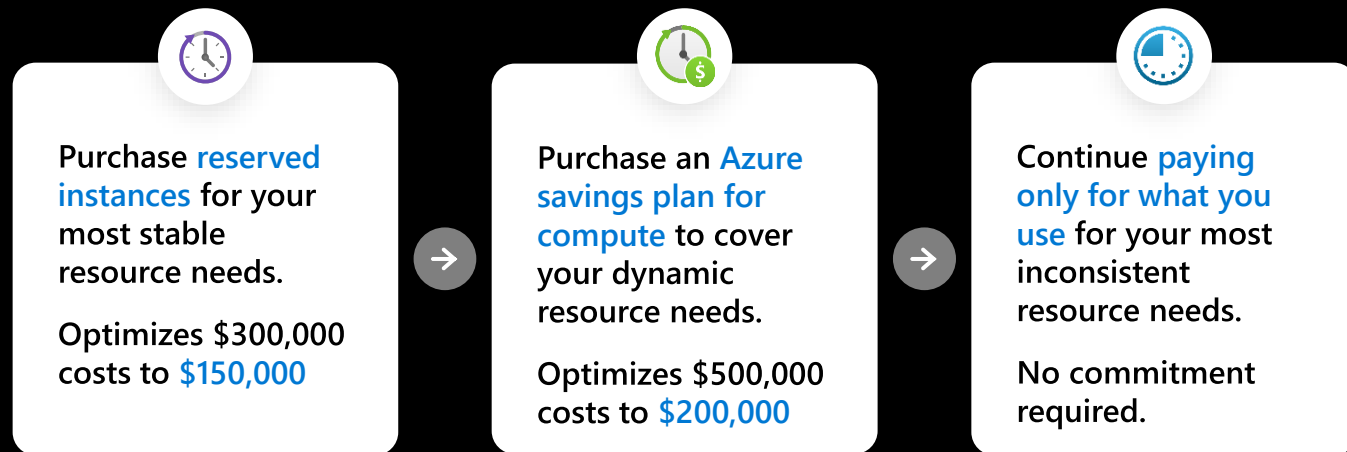 $
Purchase reserved
instances for your
most stable
resource needs.
Optimizes $300,000
costs to $150,000
Purchase an Azure
savings plan for
compute to cover
your dynamic
resource needs.
Optimizes $500,000
costs to $200,000
Continue paying
only for what you
use for your most
inconsistent
resource needs.
No commitment
required.